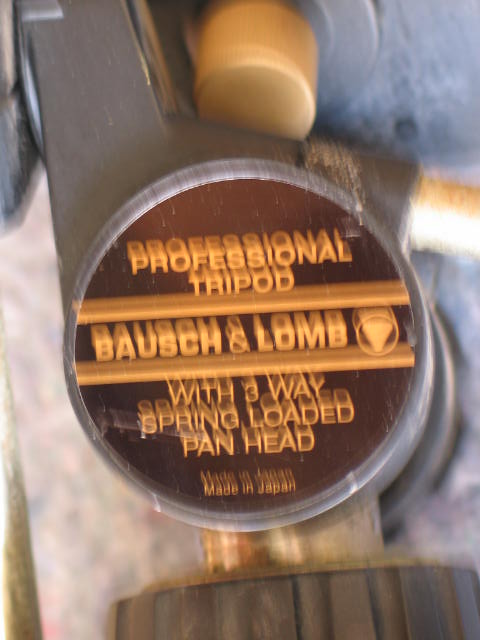 PROFESSIONAL
TRIPOD
BAUSCH & LOMB
WITH 3 WAY
SPRING LOADED
PAN HEAD
Made in Japan